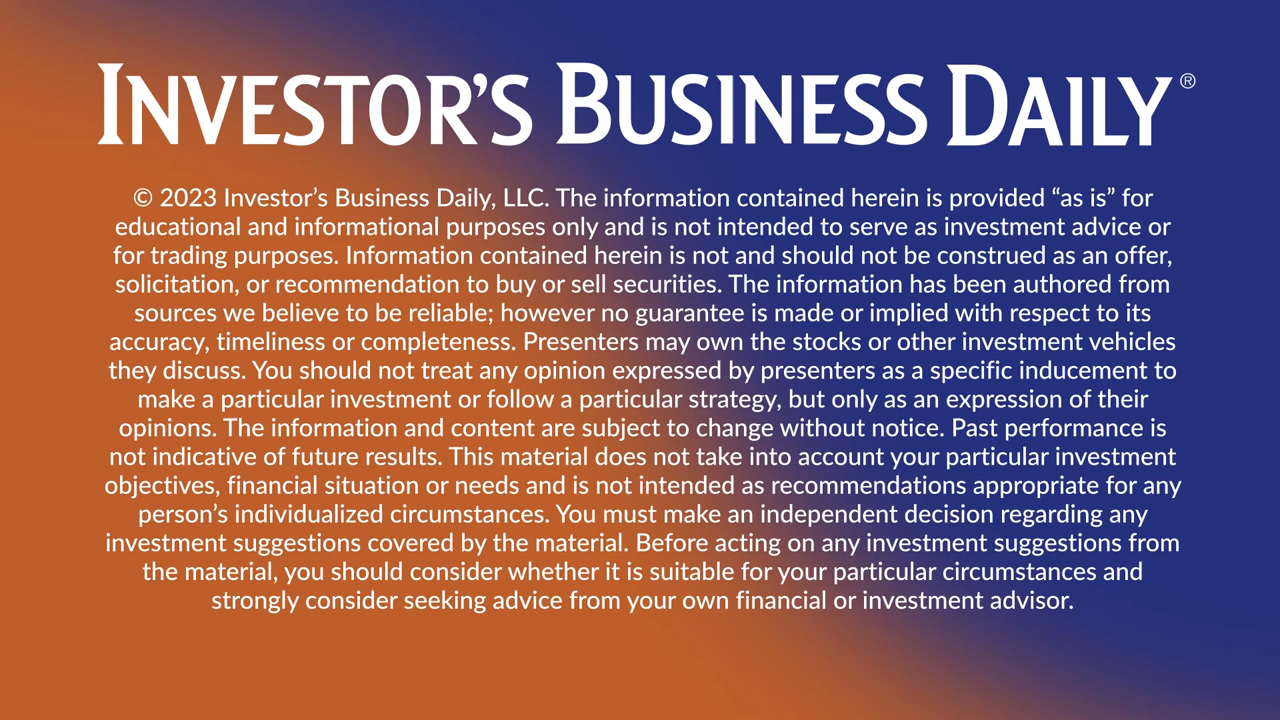 INVESTOR’S BUSINESS DAILY®
© 2023 Investor’s Business Daily, LLC. The information contained herein is provided “as is” for
educational and informational purposes only and is not intended to serve as investment advice or
for trading purposes. Information contained herein is not and should not be construed as an offer,
solicitation, or recommendation to buy or sell securities. The information has been authored from
sources we believe to be reliable; however no guarantee is made or implied with respect to its
accuracy, timeliness or completeness. Presenters may own the stocks or other investment vehicles
they discuss. You should not treat any opinion expressed by presenters as a specific inducement to
make a particular investment or follow a particular strategy, but only as an expression of their
opinions. The information and content are subject to change without notice. Past performance is
not indicative of future results. This material does not take into account your particular investment
objectives, financial situation or needs and is not intended as recommendations appropriate for any
person’s individualized circumstances. You must make an independent decision regarding any
investment suggestions covered by the material. Before acting on any investment suggestions from
the material, you should consider whether it is suitable for your particular circumstances and
strongly consider seeking advice from your own financial or investment advisor.